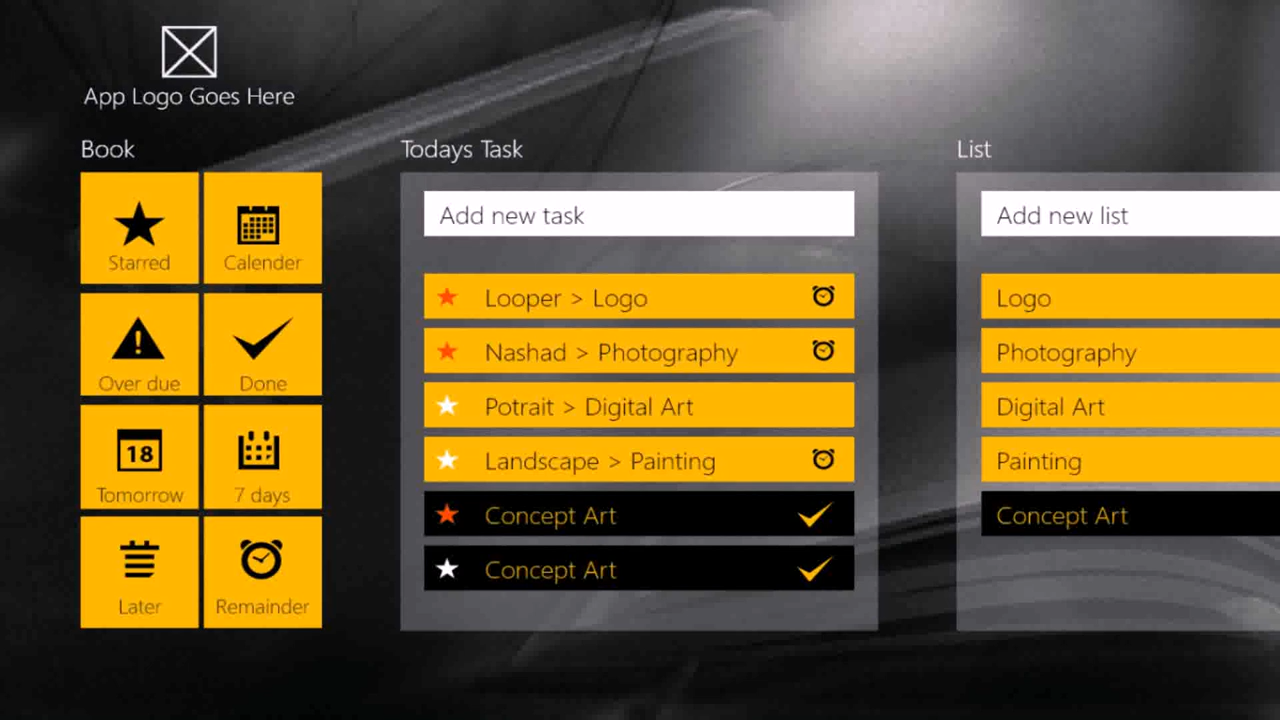 App Logo Goes Here
Book
Starred
Calender
Over due
Done
18
Tomorrow
7 days
Later
Remainder
Todays Task
Add new task
Looper > Logo
Nashad > Photography
Potrait > Digital Art
Landscape > Painting
Concept Art
Concept Art
List
Add new list
Logo
Photography
Digital Art
Painting
Concept Art